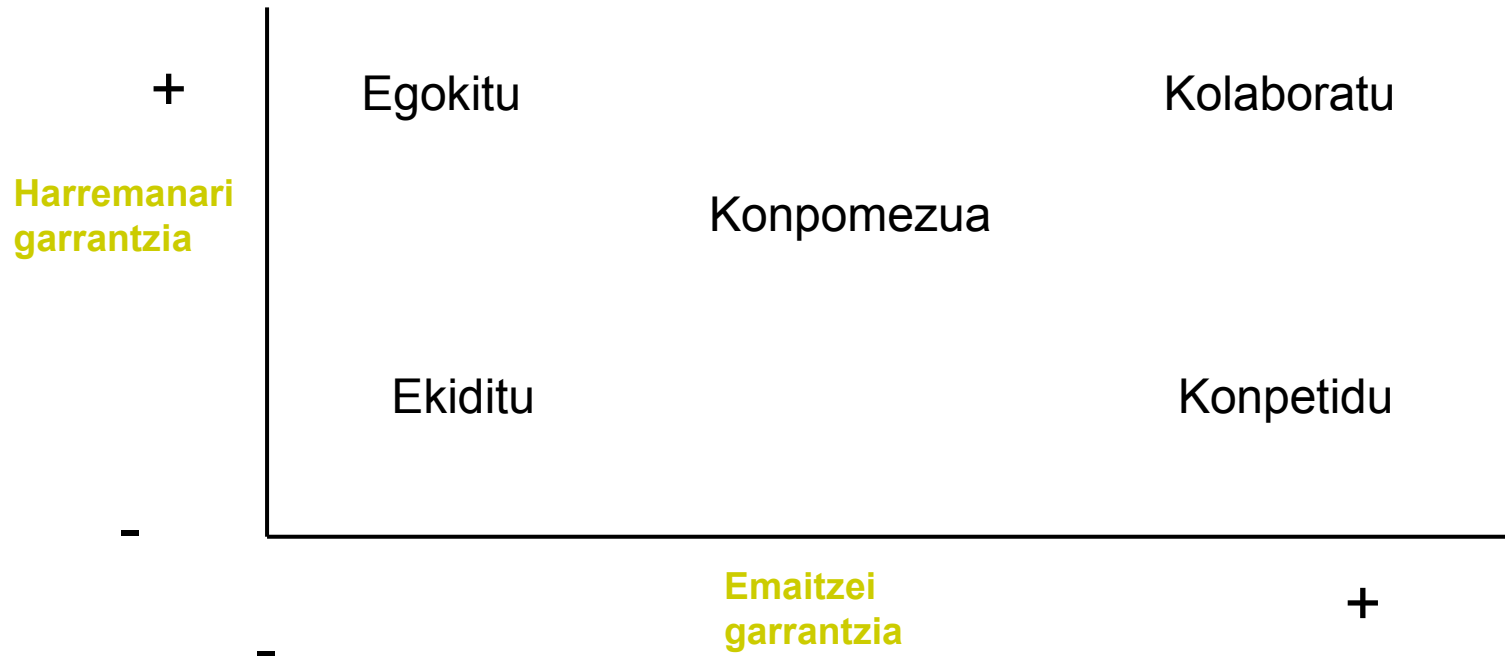 + Egokitu Kolaboratu
Harremanari
garrantzia
Konpomezua
Ekiditu Konpetidu
-
Emaitzei
garrantzia
+
-